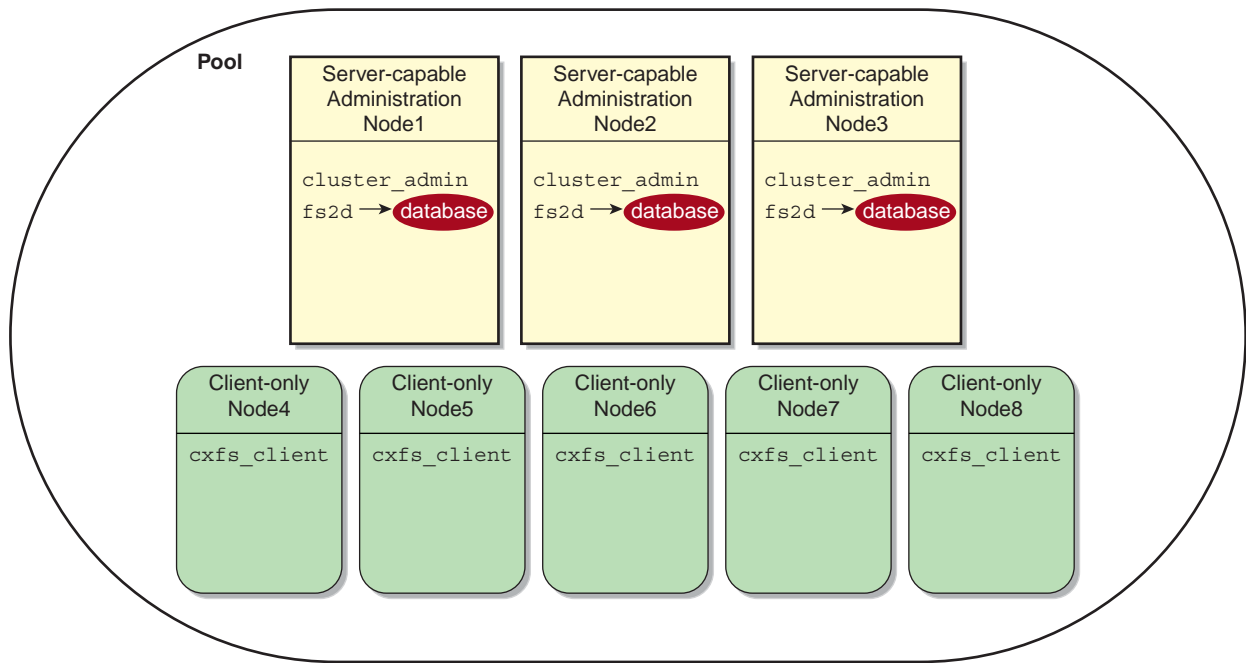 Pool
Server-capable
Administration
Node1
cluster_admin
fs2d
database
Server-capable
Administration
Node2
cluster_admin
fs2d
database
Server-capable
Administration
Node3
cluster_admin
fs2d
database
Client-only
Node4
cxfs_client
Client-only
Node5
cxfs_client
Client-only
Node6
cxfs_client
Client-only
Node7
cxfs_client
Client-only
Node8
cxfs_client